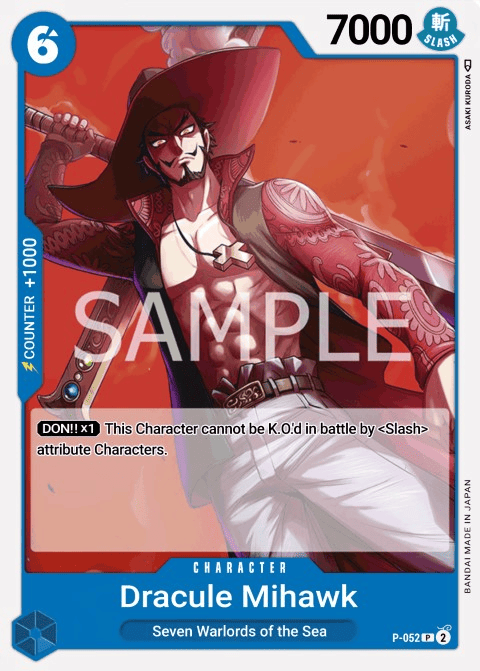 6
7000
斬
SLASH
ASAKI KURODA
COUNTER +1000
SAMPLE
DON!! ×1 This Character cannot be K.O.'d in battle by <Slash>
attribute Characters.
BANDAI MADE IN JAPAN
CHARACTER
Dracule Mihawk
Seven Warlords of the Sea
P-052 P 2